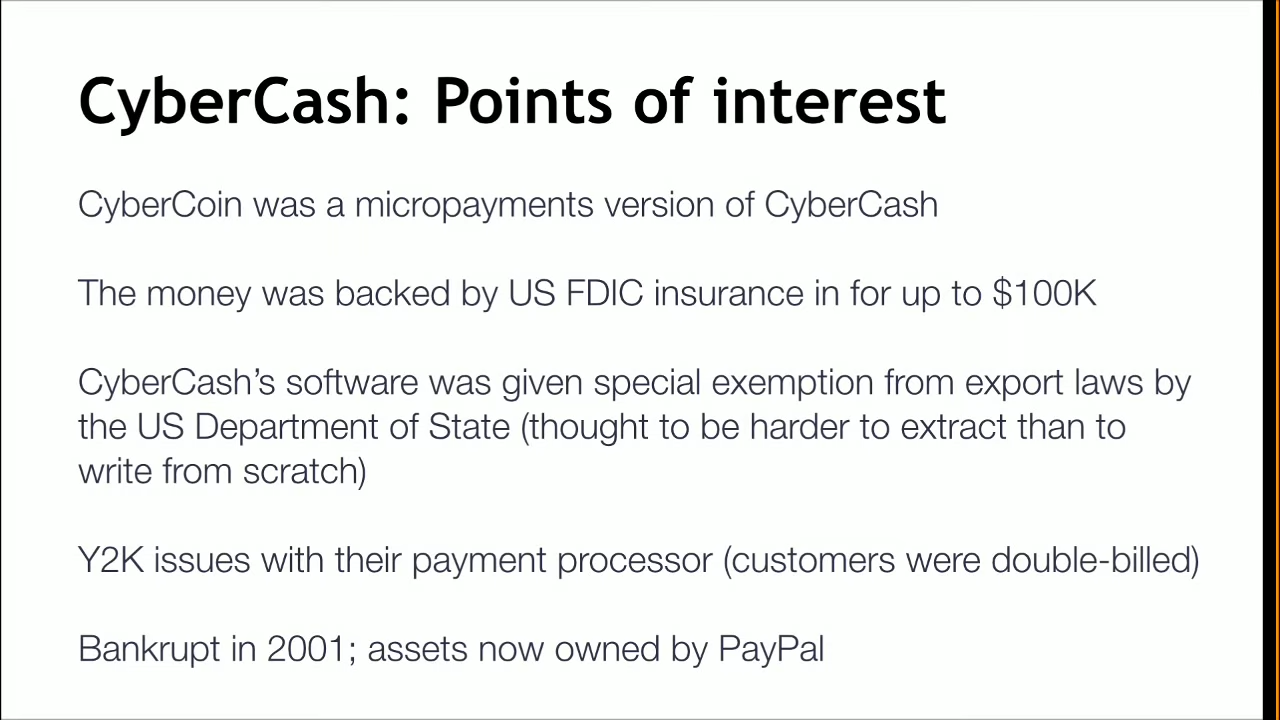 CyberCash: Points of interest
CyberCoin was a micropayments version of CyberCash
The money was backed by US FDIC insurance in for up to $100K
CyberCash’s software was given special exemption from export laws by
the US Department of State (thought to be harder to extract than to
write from scratch)
Y2K issues with their payment processor (customers were double-billed)
Bankrupt in 2001; assets now owned by PayPal